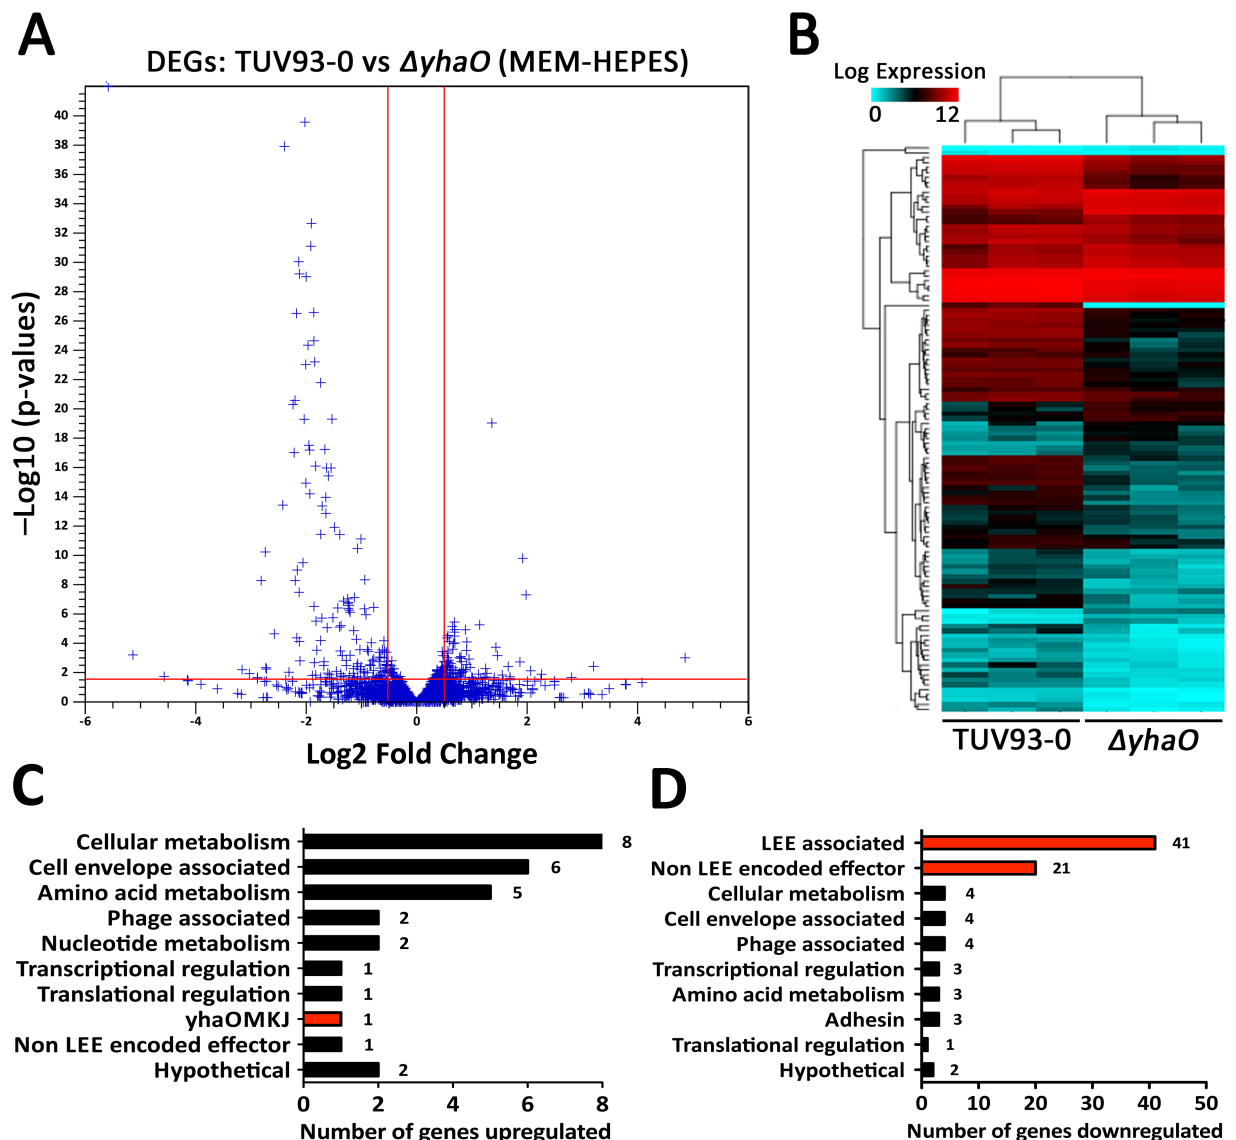 A
DEGs: TUV93-0 vs ΔyhaO (MEM-HEPES)
–Log10 (p-values)
40
38
36
34
32
30
28
26
24
22
20
18
16
14
12
10
8
6
4
2
0
-6 -4 -2 0 2 4 6
Log2 Fold Change
B
Log Expression
0 12
TUV93-0 ΔyhaO
C
Cellular metabolism 8
Cell envelope associated 6
Amino acid metabolism 5
Phage associated 2
Nucleotide metabolism 2
Transcriptional regulation 1
Translational regulation 1
yhaOMKJ 1
Non LEE encoded effector 1
Hypothetical 2
0 2 4 6 8
Number of genes upregulated
D
LEE associated 41
Non LEE encoded effector 21
Cellular metabolism 4
Cell envelope associated 4
Phage associated 4
Transcriptional regulation 3
Amino acid metabolism 3
Adhesin 3
Translational regulation 1
Hypothetical 2
0 10 20 30 40 50
Number of genes downregulated